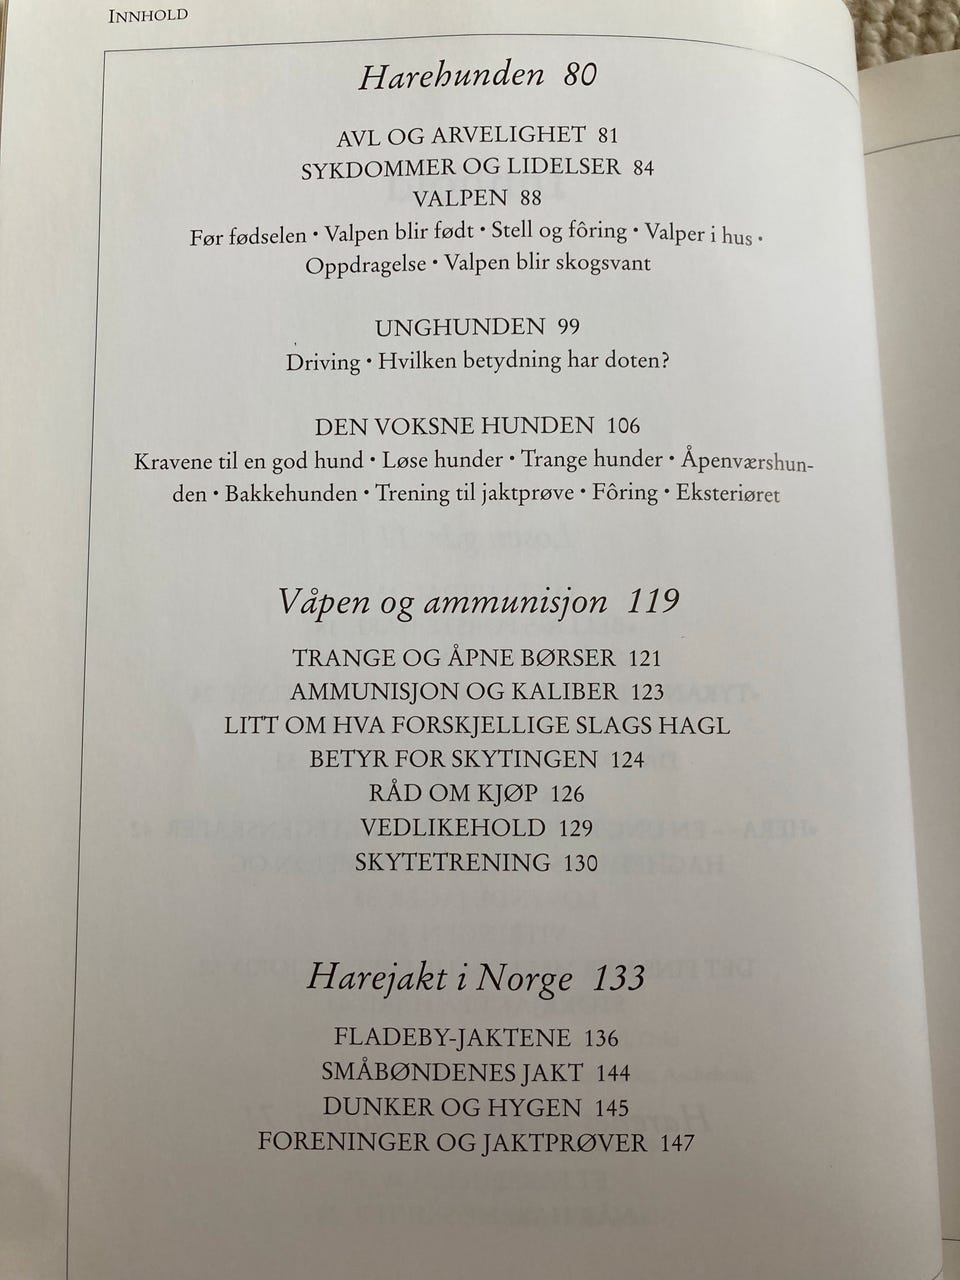 INNHOLD
Harehunden 80
AVL OG ARVELIGHET 81
SYKDOMMER OG LIDELSER 84
VALPEN 88
Før fødselen • Valpen blir født • Stell og fôring • Valper i hus •
Oppdragelse • Valpen blir skogsvant
UNGHUNDEN 99
Driving • Hvilken betydning har doten?
DEN VOKSNE HUNDEN 106
Kravene til en god hund • Løse hunder • Trange hunder • Åpenværshun-
den • Bakkehunden • Trening til jaktprøve • Fôring • Eksteriøret
Våpen og ammunisjon 119
TRANGE OG ÅPNE BØRSER 121
AMMUNISJON OG KALIBER 123
LITT OM HVA FORSKJELLIGE SLAGS HAGL
BETYR FOR SKYTINGEN 124
RÅD OM KJØP 126
VEDLIKEHOLD 129
SKYTETRENING 130
Harejakt i Norge 133
FLADEBY-JAKTENE 136
SMÅBØNDENES JAKT 144
DUNKER OG HYGEN 145
FORENINGER OG JAKTPRØVER 147